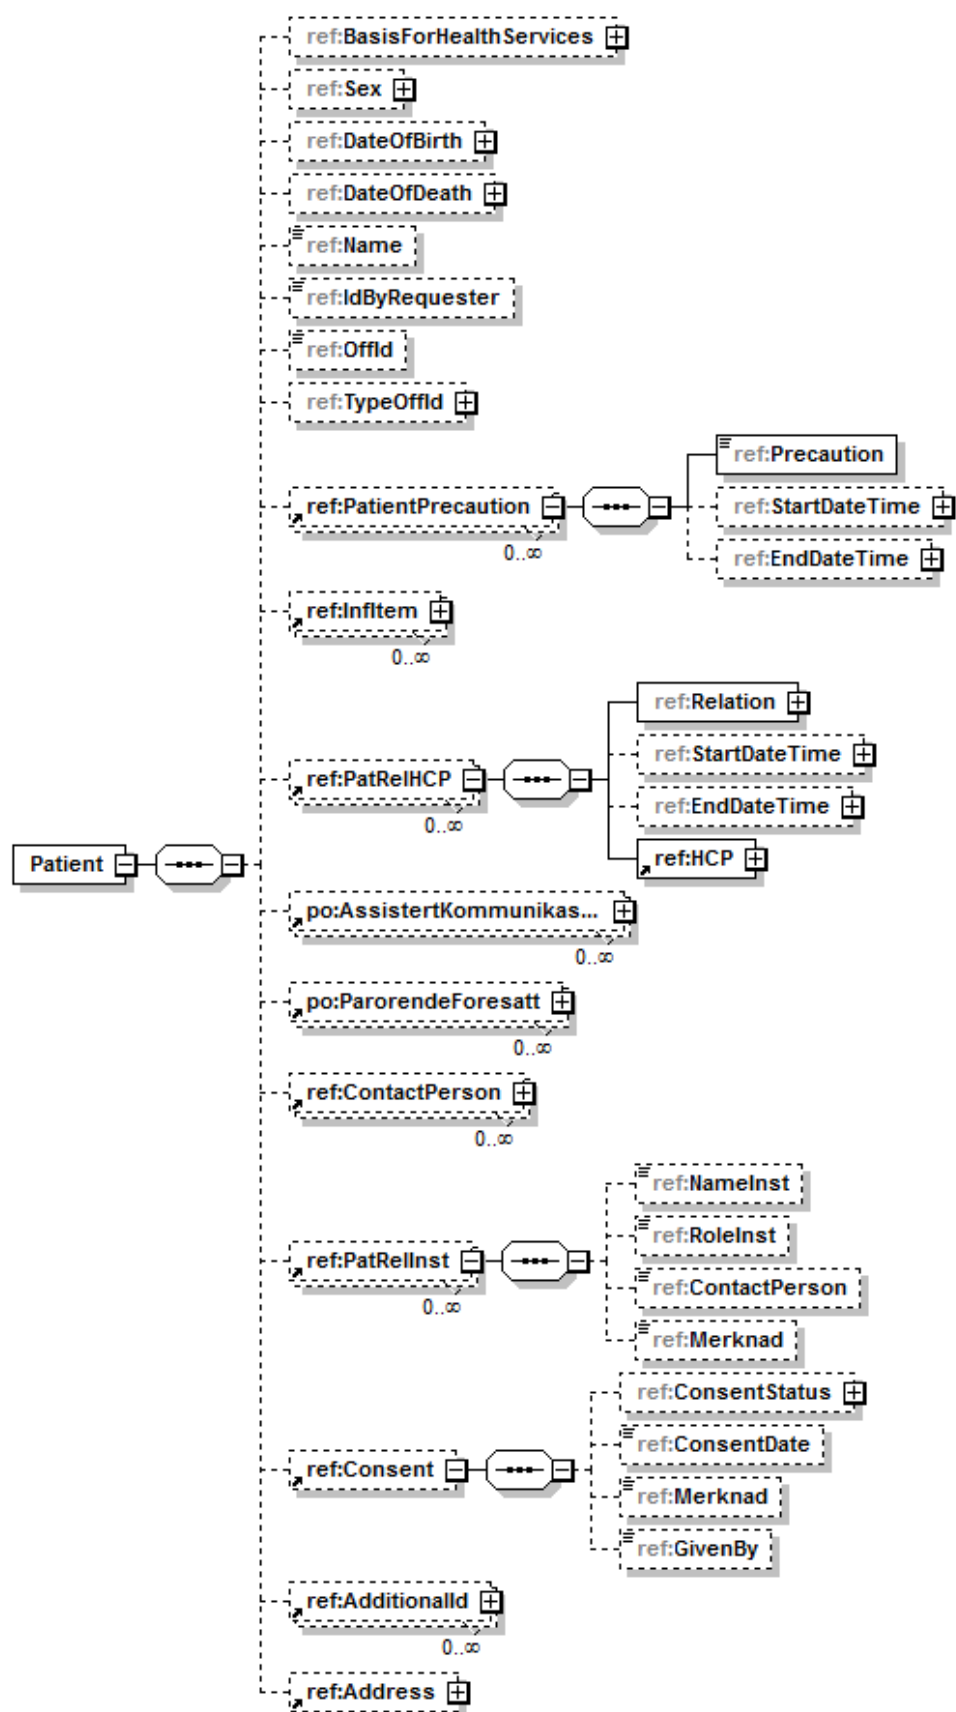 ref:BasisForHealthServices
ref:Sex
ref:DateOfBirth
ref:DateOfDeath
ref:Name
ref:IdByRequester
ref:OffId
ref:TypeOffId
ref:Precaution
ref:PatientPrecaution
0..∞
ref:StartDateTime
ref:EndDateTime
ref:InfItem
0..∞
ref:Relation
ref:StartDateTime
ref:PatRelHCP
0..∞
ref:EndDateTime
ref:HCP
Patient
po:AssistertKommunikas...
0..∞
po:ParorendeForesatt
0..∞
ref:ContactPerson
0..∞
ref:NameInst
ref:RoleInst
ref:PatRelInst
0..∞
ref:ContactPerson
ref:Merknad
ref:ConsentStatus
ref:ConsentDate
ref:Consent
ref:Merknad
ref:GivenBy
ref:AdditionalId
0..∞
ref:Address